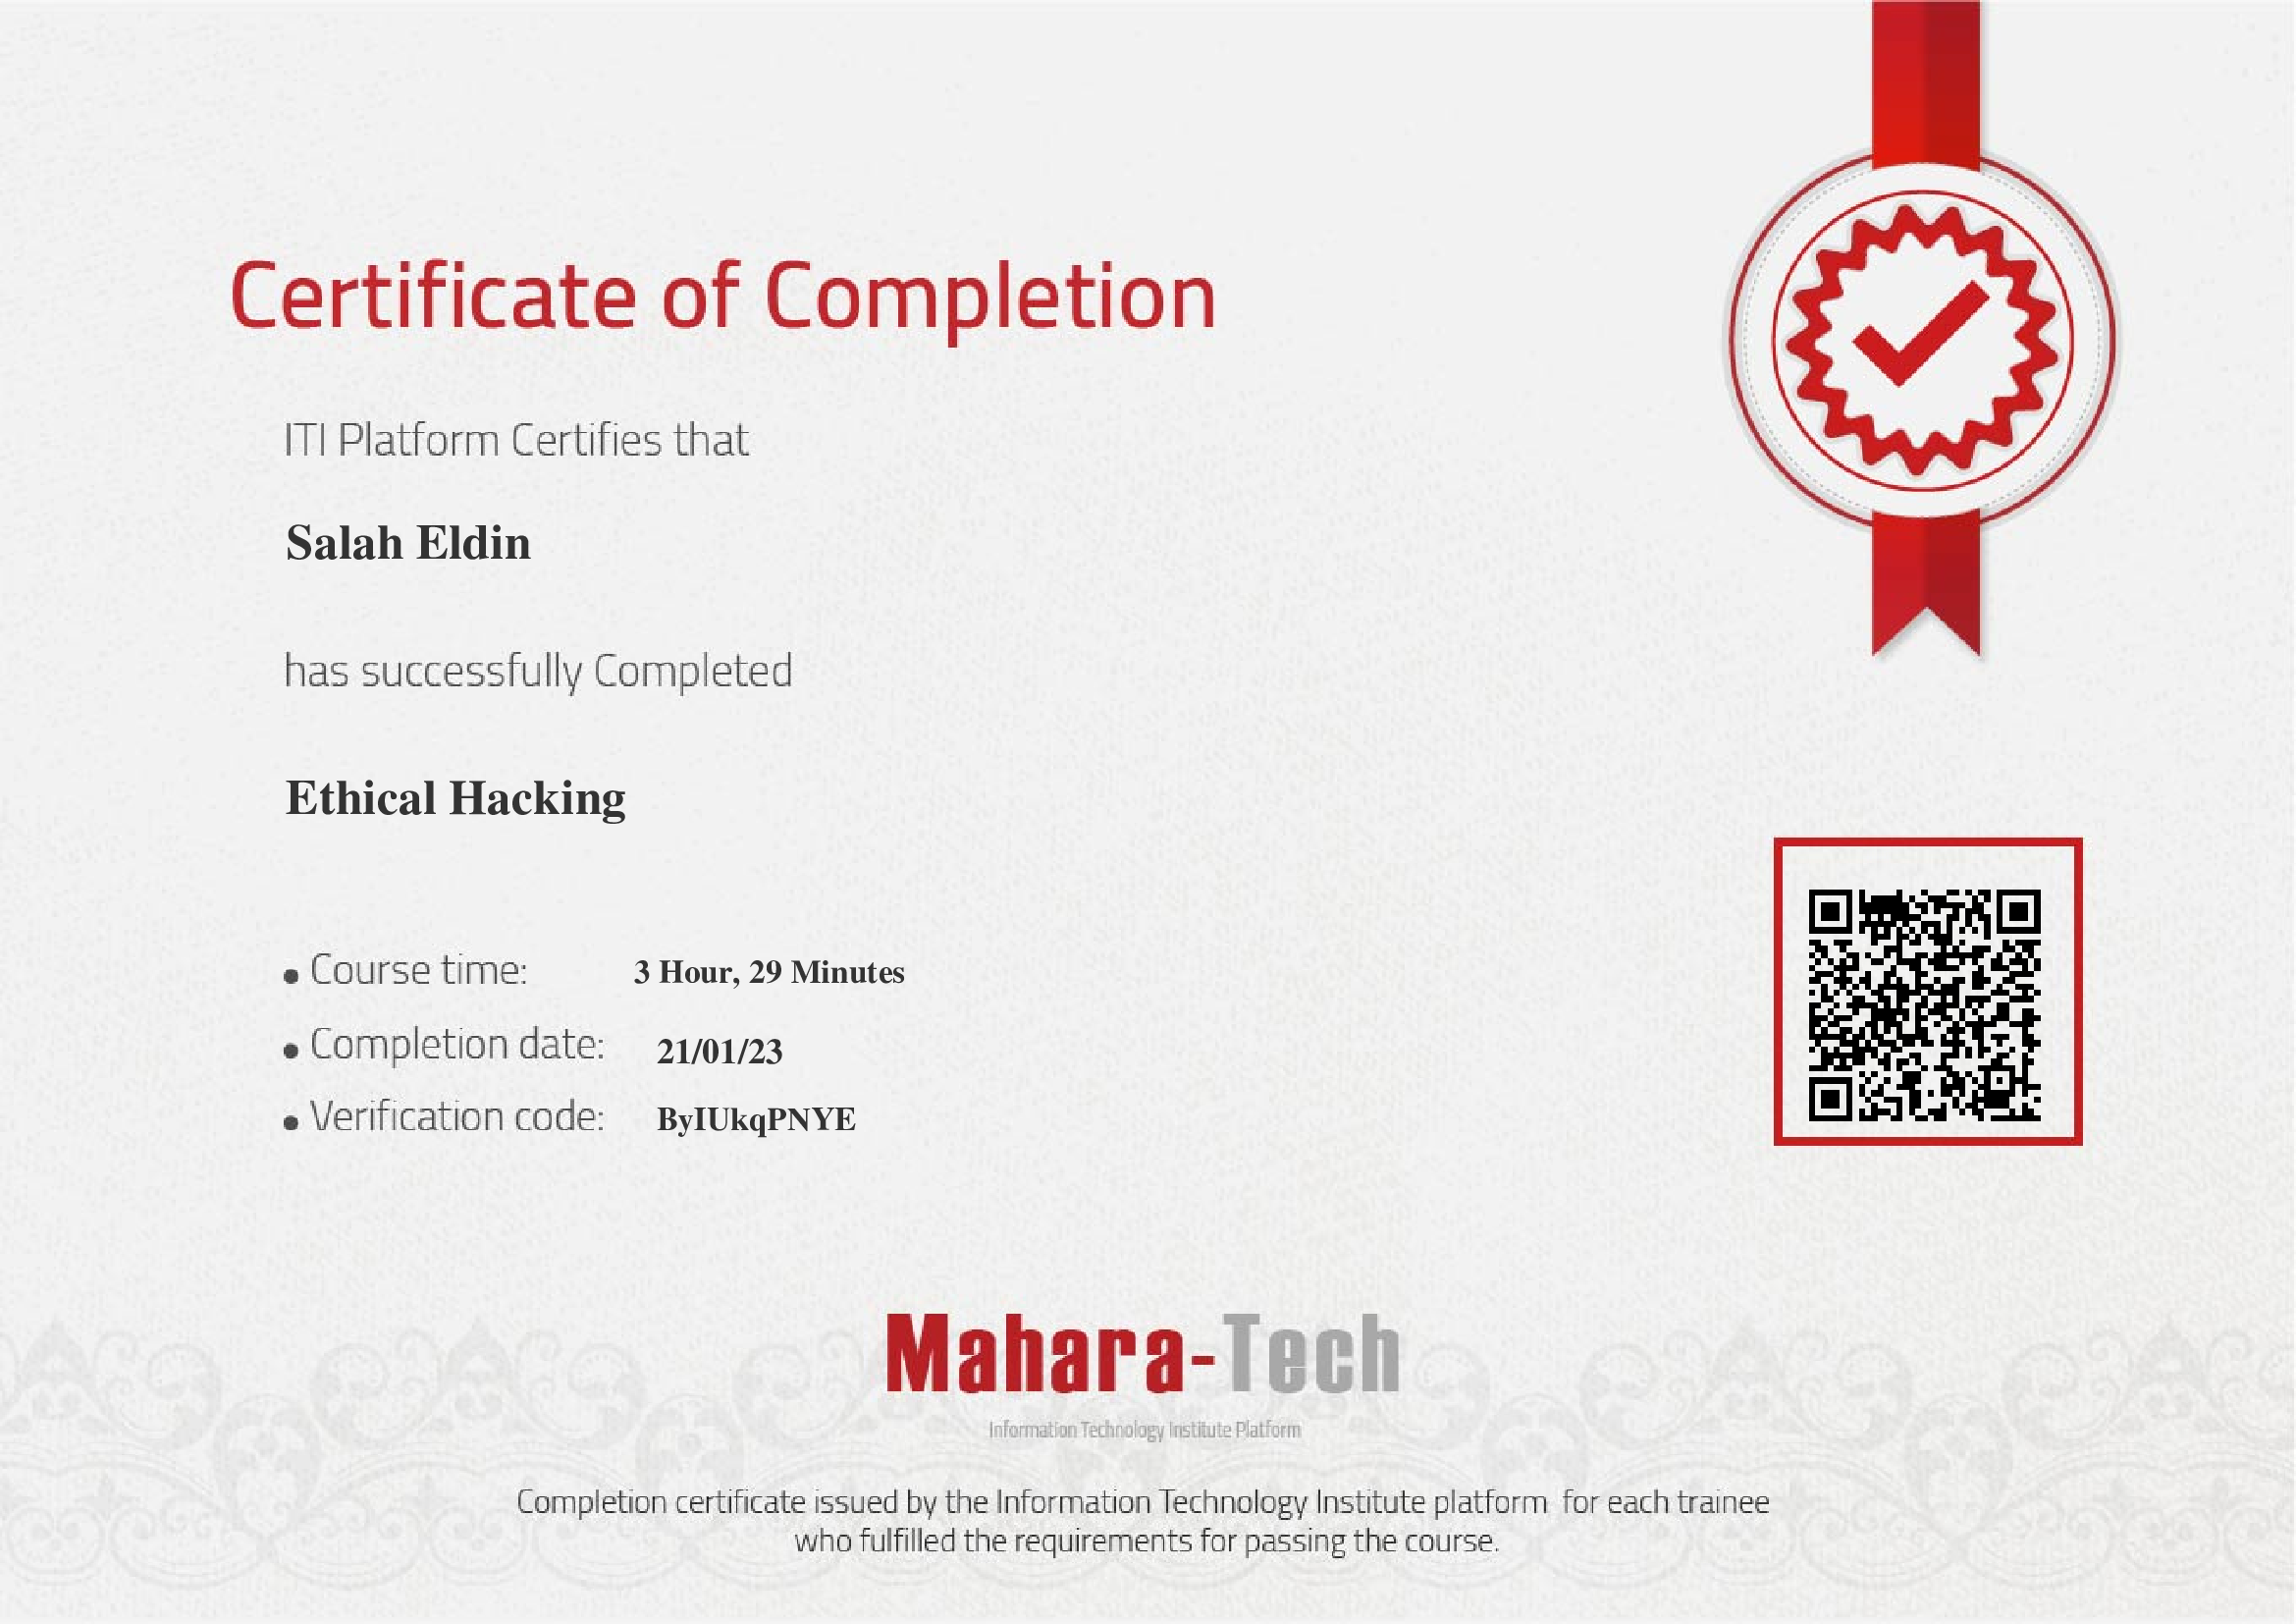 Certificate of Completion
ITI Platform Certifies that
Salah Eldin
has successfully Completed
Ethical Hacking
• Course time: 3 Hour, 29 Minutes
• Completion date: 21/01/23
• Verification code: ByIUkqPNYE
Mahara-Tech
Information Technology Institute Platform
Completion certificate issued by the Information Technology Institute platform for each trainee
who fulfilled the requirements for passing the course.